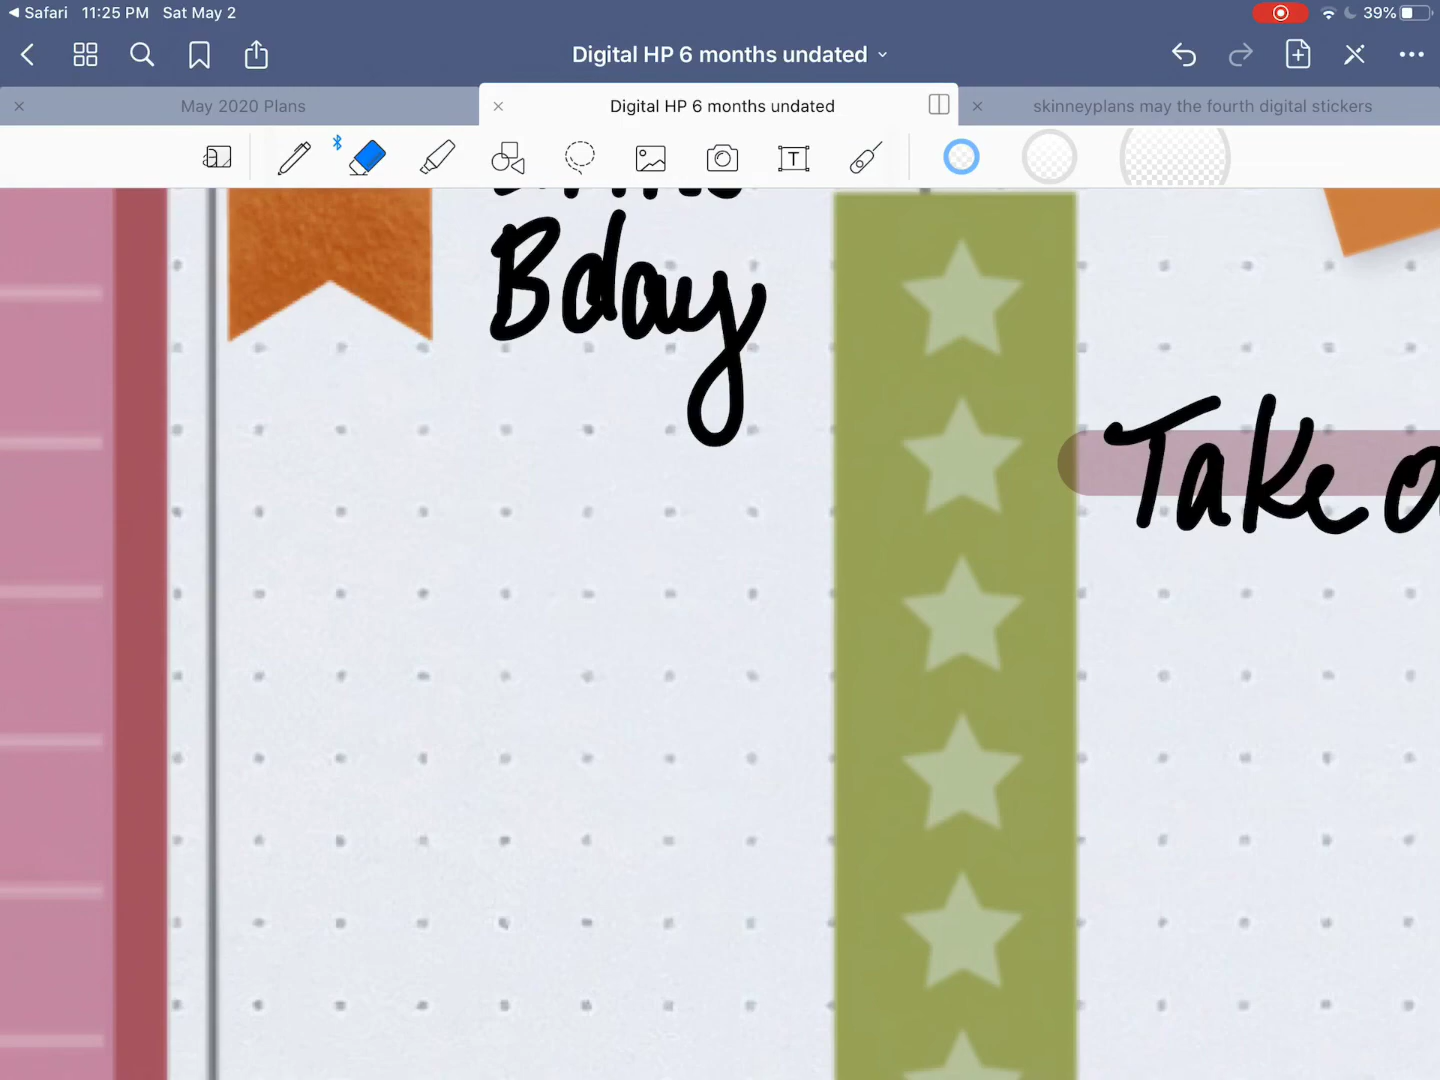 Safari 11:25 PM Sat May 2 39%
Digital HP 6 months undated
May 2020 Plans
Digital HP 6 months undated
skinneyplans may the fourth digital stickers
T
Bday
Take